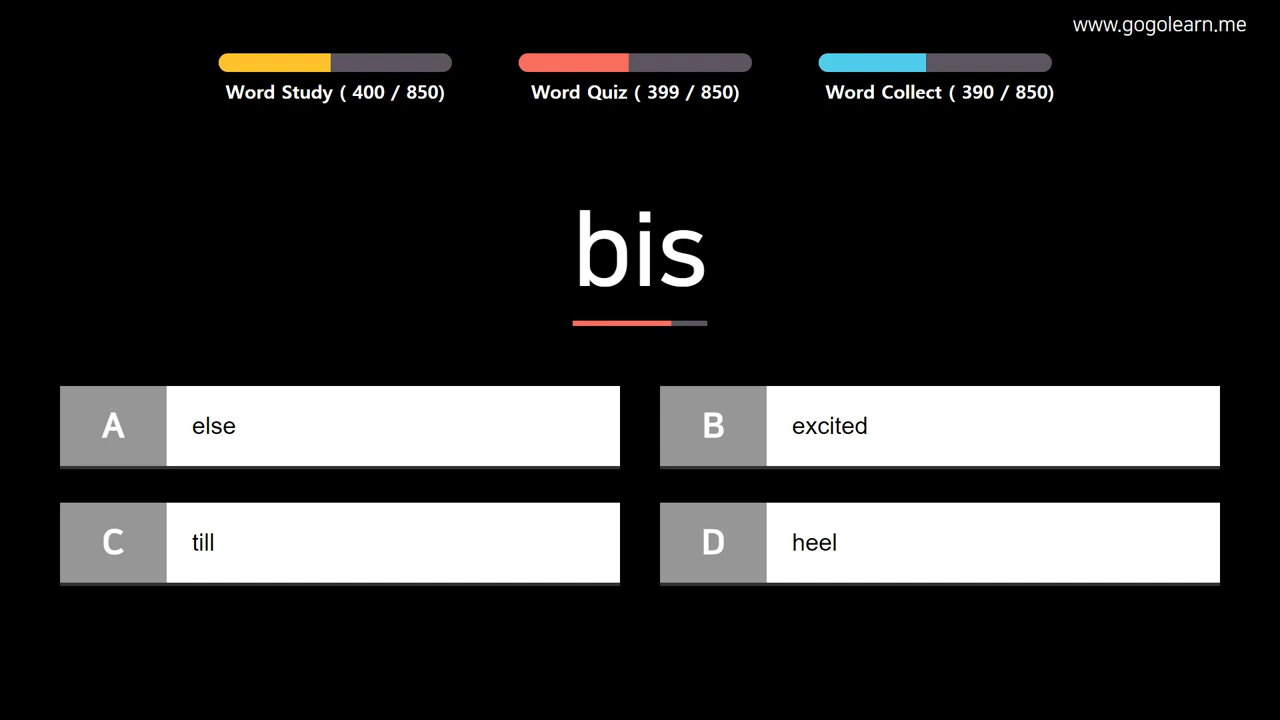 www.gogolearn.me
Word Study ( 400 / 850)
Word Quiz ( 399 / 850)
Word Collect ( 390 / 850)
bis
A else
B excited
C till
D heel